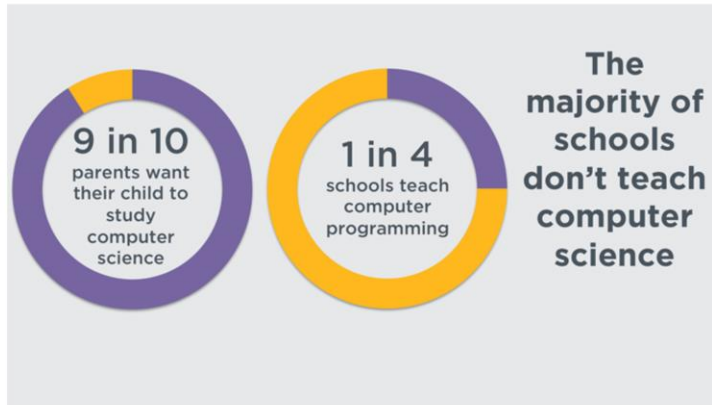 9 in 10
parents want
their child to
study
computer
science
1 in 4
schools teach
computer
programming
The
majority of
schools
don't teach
computer
science